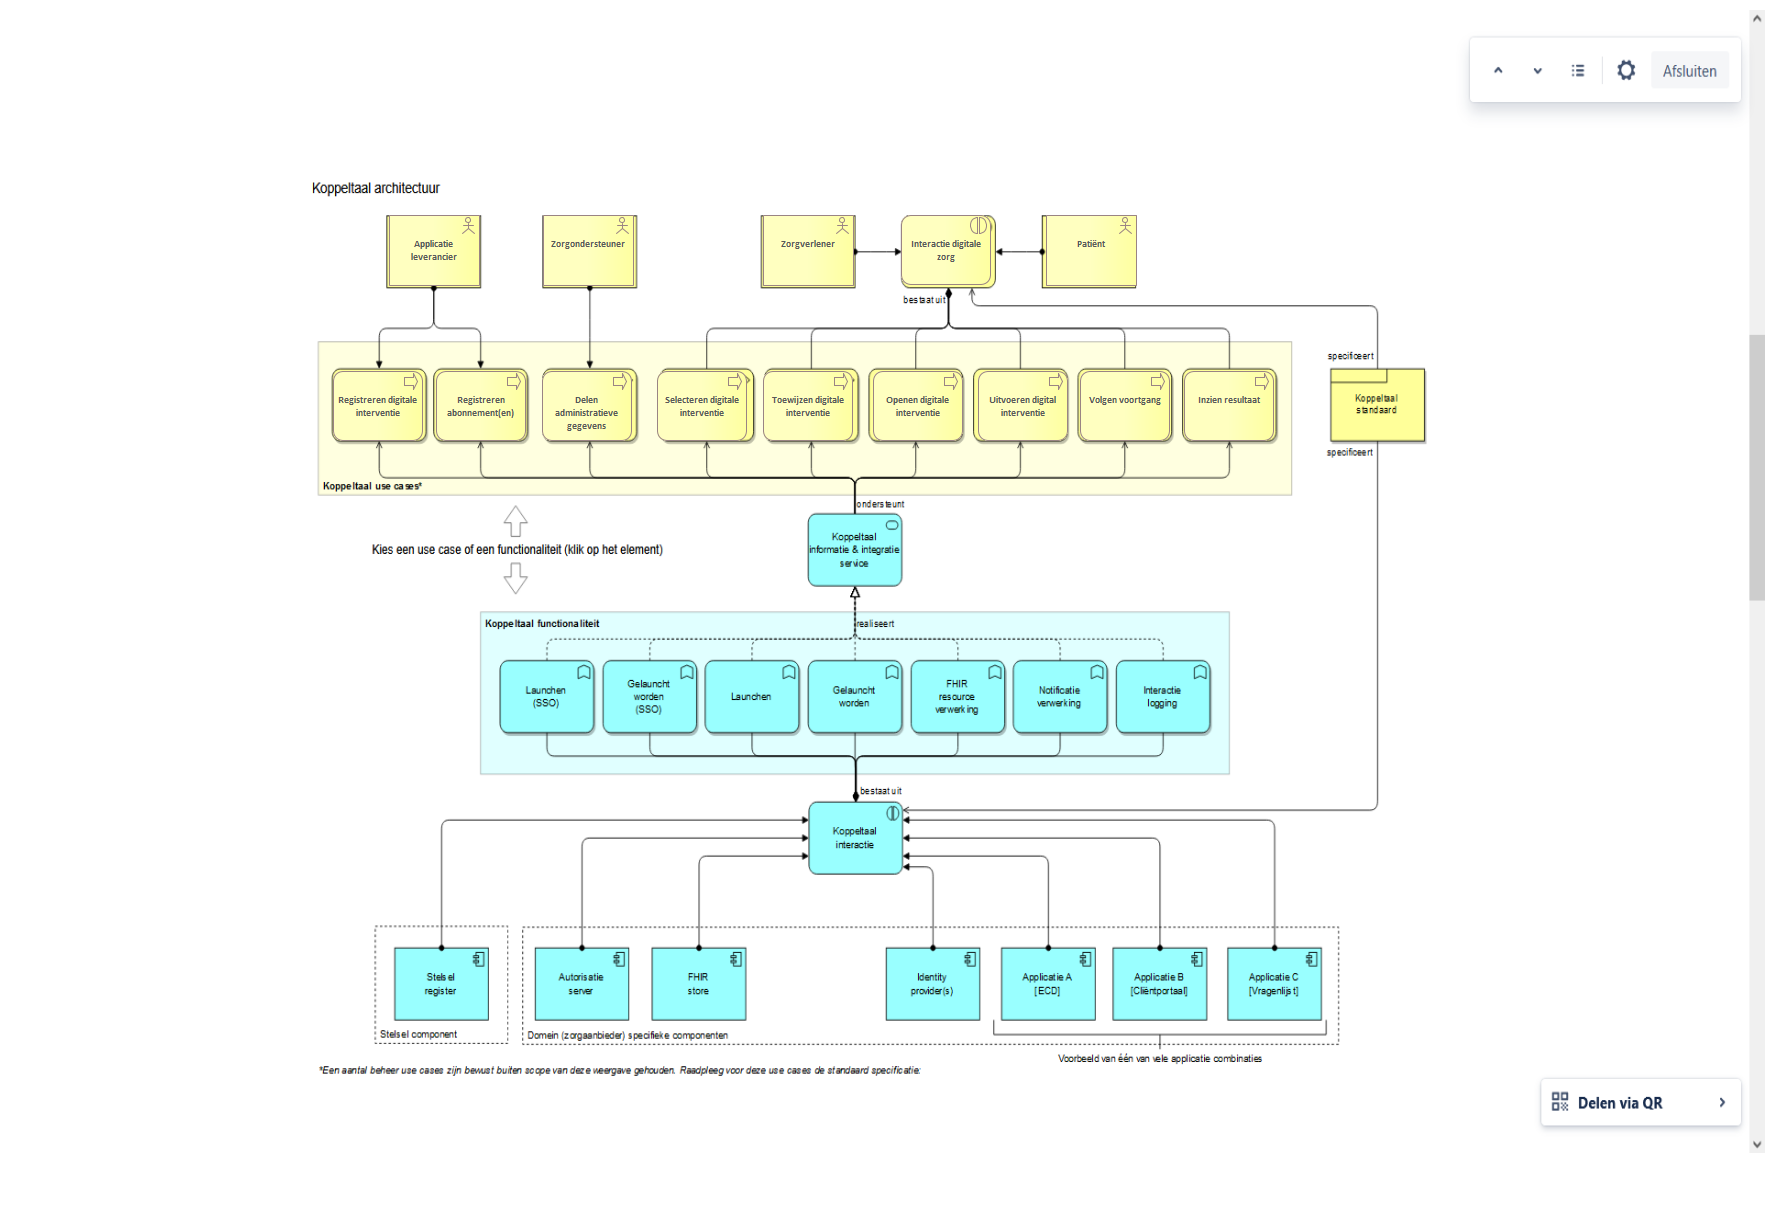 Afsluiten
Koppeltaal architectuur
Applicatie
leverancier
Zorgondersteuner
Zorgverlener
Interactie digitale
zorg
Patiënt
bestaat uit
specificeert
Registreren digitale
interventie
Registreren
abonnement(en)
Delen
administratieve
gegevens
Selecteren digitale
interventie
Toewijzen digitale
interventie
Openen digitale
interventie
Uitvoeren digital
interventie
Volgen voortgang
Inzien resultaat
Koppeltaal
standaard
specificeert
Koppeltaal use cases*
ondersteunt
Koppeltaal
informatie & integratie
service
Kies een use case of een functionaliteit (klik op het element)
Koppeltaal functionaliteit
realiseert
Launchen
(SSO)
Gelauncht
worden
(SSO)
Launchen
Gelauncht
worden
FHIR
resource
verwerking
Notificatie
verwerking
Interactie
logging
bestaat uit
Koppeltaal
interactie
Stelsel
register
Autorisatie
server
FHIR
store
Identity
provider(s)
Applicatie A
[ECD]
Applicatie B
[Cliëntportaal]
Applicatie C
[Vragenlijst]
Stelsel component
Domein (zorgaanbieder) specifieke componenten
Voorbeeld van één van vele applicatie combinaties
*Een aantal beheer use cases zijn bewust buiten scope van deze weergave gehouden. Raadpleeg voor deze use cases de standaard specificatie:
Delen via QR